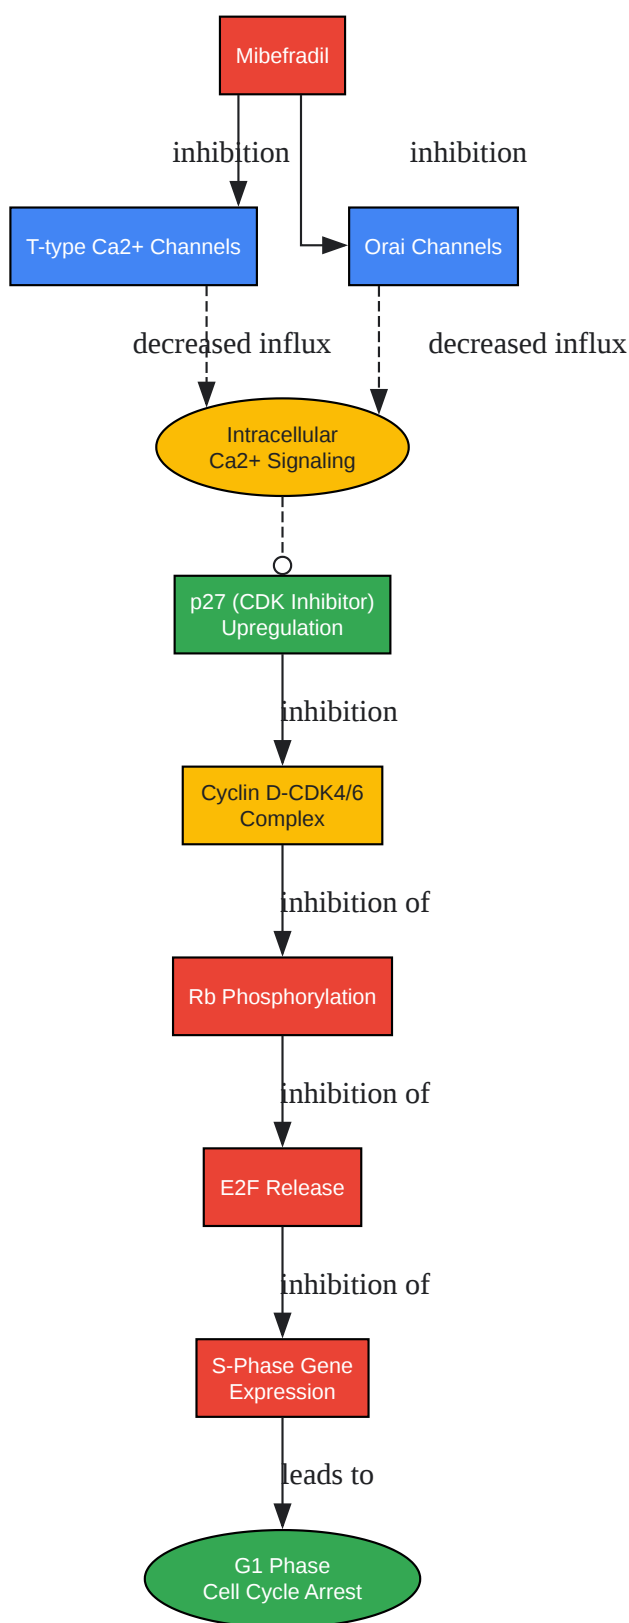 Mibefradil
inhibition
inhibition
T-type Ca2+ Channels
Orai Channels
decreased influx
decreased influx
Intracellular
Ca2+ Signaling
p27 (CDK Inhibitor)
Upregulation
inhibition
Cyclin D-CDK4/6
Complex
inhibition of
Rb Phosphorylation
inhibition of
E2F Release
inhibition of
S-Phase Gene
Expression
leads to
G1 Phase
Cell Cycle Arrest